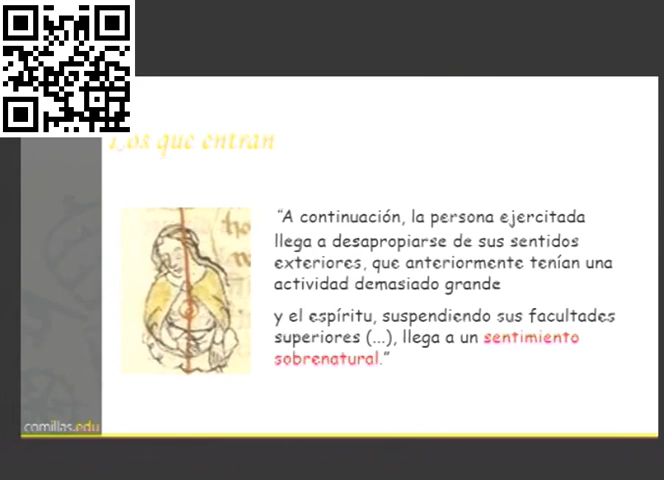 Los que entran
"A continuación, la persona ejercitada
llega a desapropiarse de sus sentidos
exteriores, que anteriormente tenían una
actividad demasiado grande
y el espíritu, suspendiendo sus facultades
superiores (...), llega a un sentimiento
sobrenatural."
comillas.edu